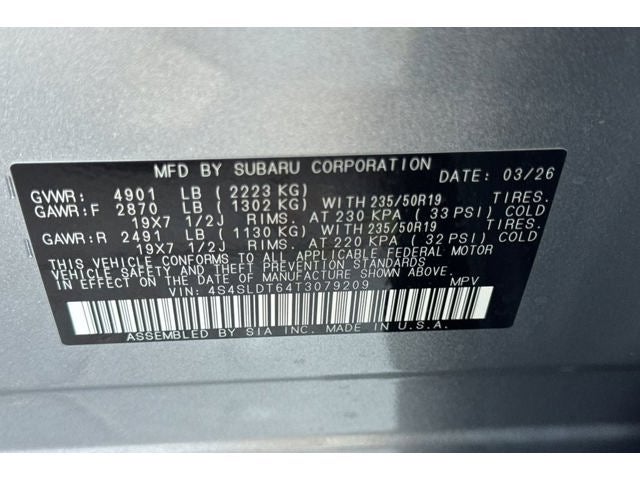 MFD BY SUBARU CORPORATION DATE: 03/26
GVWR: 4901 LB (2223 KG)
GAWR:F 2870 LB (1302 KG) WITH 235/50R19 TIRES.
19X7 1/2J RIMS. AT 230 KPA (33 PSI) COLD
GAWR:R 2491 LB (1130 KG) WITH 235/50R19 TIRES.
19X7 1/2J RIMS. AT 220 KPA (32 PSI) COLD
THIS VEHICLE CONFORMS TO ALL APPLICABLE FEDERAL MOTOR
VEHICLE SAFETY, BUMPER, AND THEFT PREVENTION STANDARDS
IN EFFECT ON THE DATE OF MANUFACTURE SHOWN ABOVE.
VIN: 4S4SLDT64T3079209 MPV
ASSEMBLED BY SIA INC. MADE IN U.S.A.